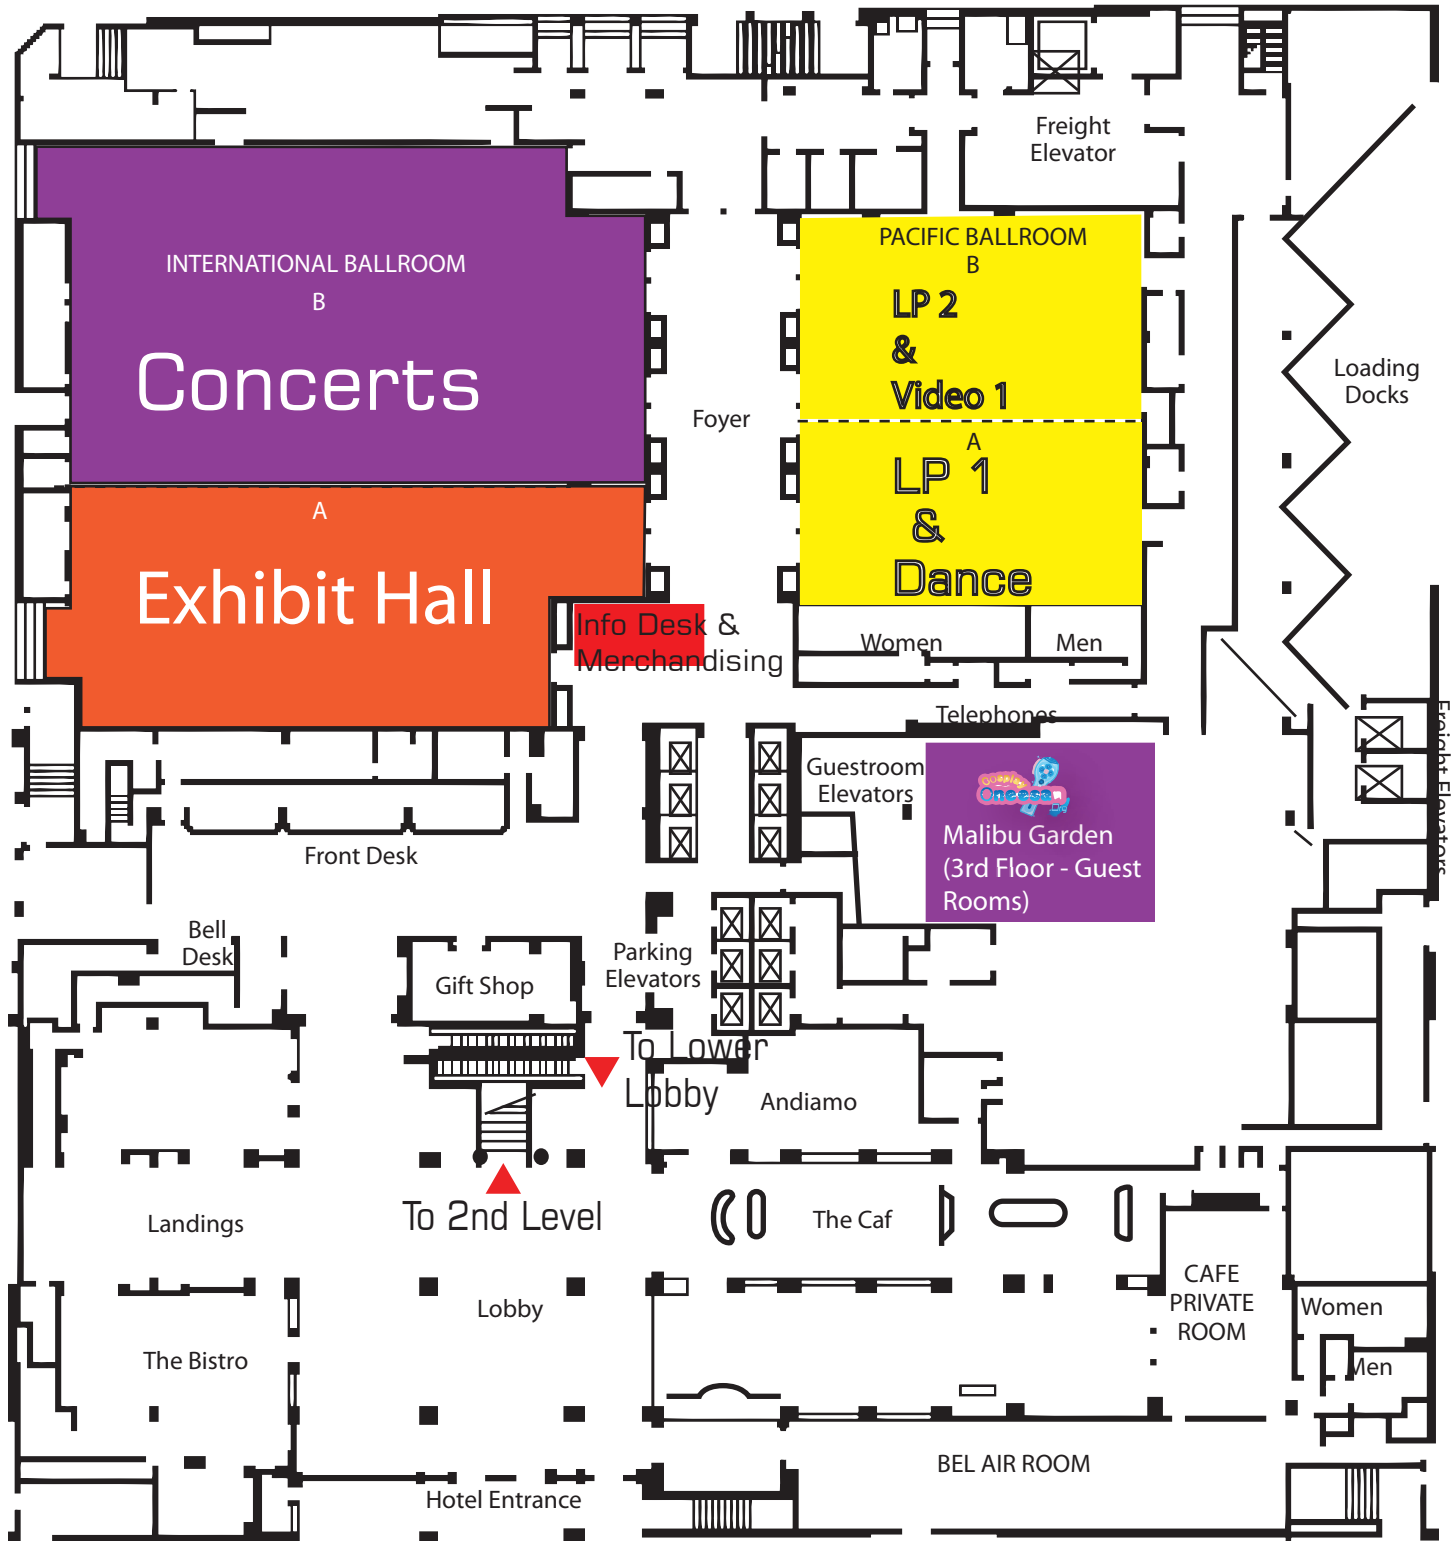 Freight
Elevator
INTERNATIONAL BALLROOM
B
Concerts
PACIFIC BALLROOM
B
LP 2
&
Video 1
Foyer
Loading
Docks
A
LP 1
&
Dance
A
Exhibit Hall
Info Desk &
Merchandising
Women
Men
Telephones
Freight Elevators
Guestroom
Elevators
Oneesan
Malibu Garden
(3rd Floor - Guest
Rooms)
Front Desk
Bell
Desk
Gift Shop
Parking
Elevators
To Lower
Lobby
Andiamo
To 2nd Level
Landings
The Caf
Lobby
CAFE
PRIVATE
ROOM
Women
The Bistro
Men
BEL AIR ROOM
Hotel Entrance